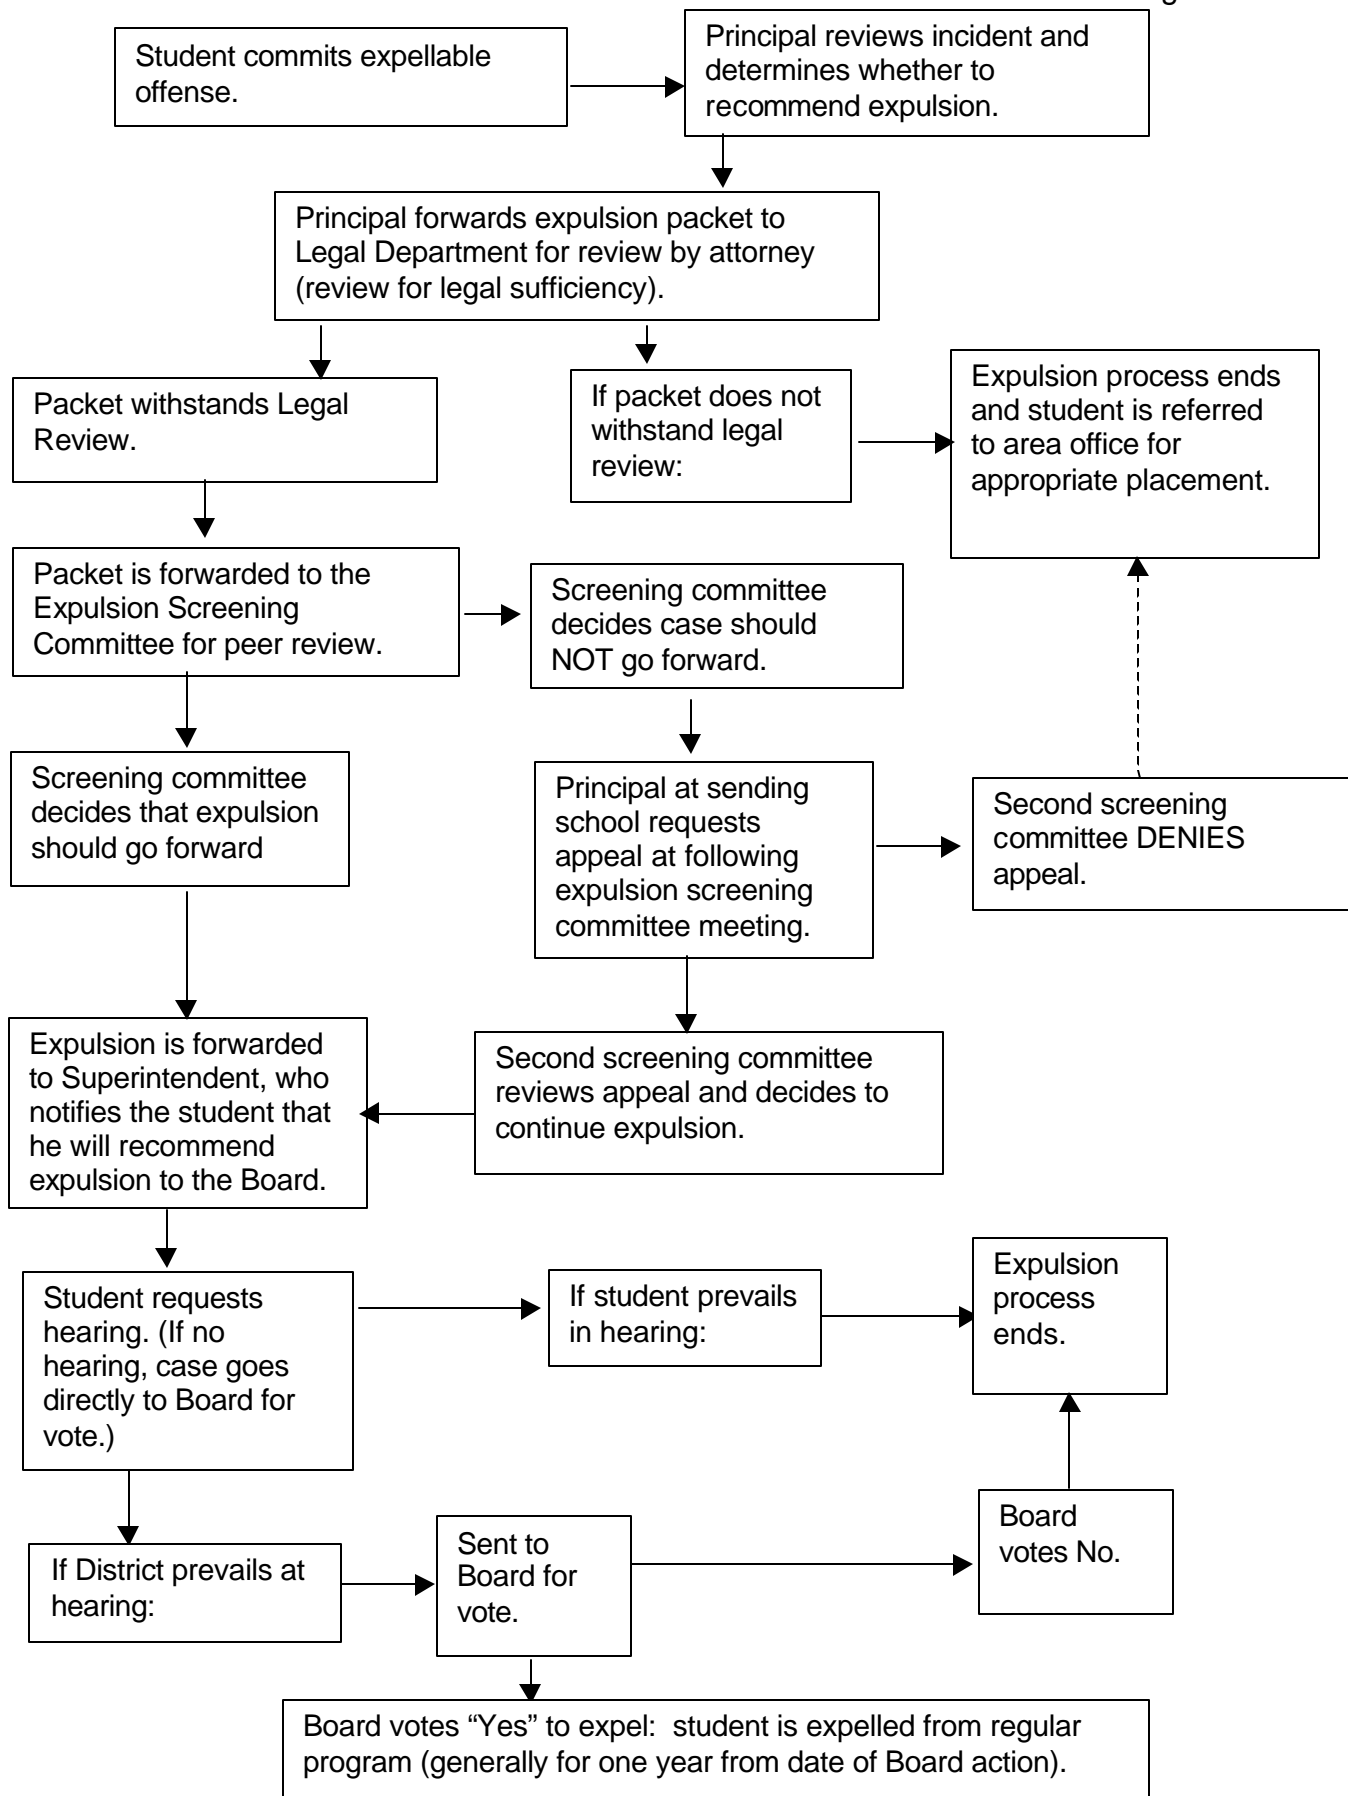 Student commits expellable
offense.
Principal reviews incident and
determines whether to
recommend expulsion.
Principal forwards expulsion packet to
Legal Department for review by attorney
(review for legal sufficiency).
Packet withstands Legal
Review.
If packet does not
withstand legal
review:
Expulsion process ends
and student is referred
to area office for
appropriate placement.
Packet is forwarded to the
Expulsion Screening
Committee for peer review.
Screening committee
decides case should
NOT go forward.
Screening committee
decides that expulsion
should go forward
Principal at sending
school requests
appeal at following
expulsion screening
committee meeting.
Second screening
committee DENIES
appeal.
Expulsion is forwarded
to Superintendent, who
notifies the student that
he will recommend
expulsion to the Board.
Second screening committee
reviews appeal and decides to
continue expulsion.
Student requests
hearing. (If no
hearing, case goes
directly to Board for
vote.)
If student prevails
in hearing:
Expulsion
process
ends.
If District prevails at
hearing:
Sent to
Board for
vote.
Board
votes No.
Board votes “Yes” to expel:  student is expelled from regular
program (generally for one year from date of Board action).